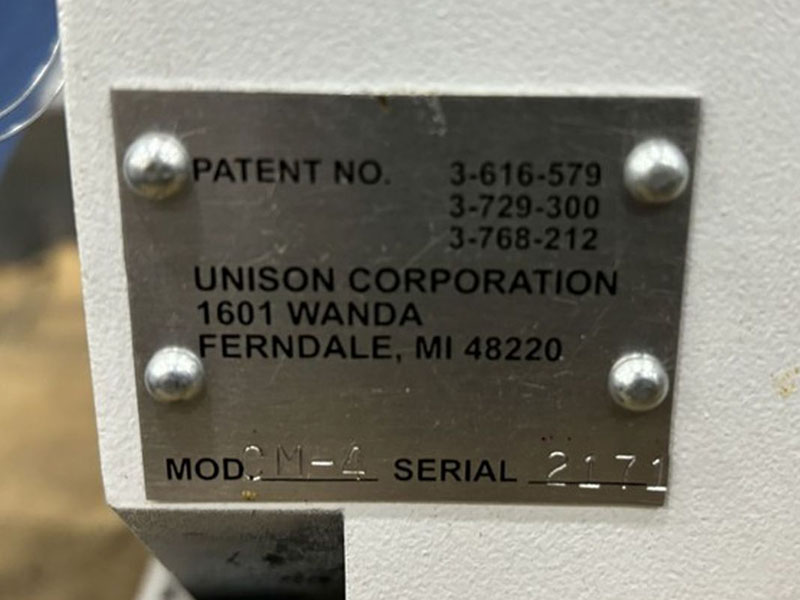 PATENT NO. 3-616-579
3-729-300
3-768-212
UNISON CORPORATION
1601 WANDA
FERNDALE, MI 48220
MOD. CM-4 SERIAL 2171